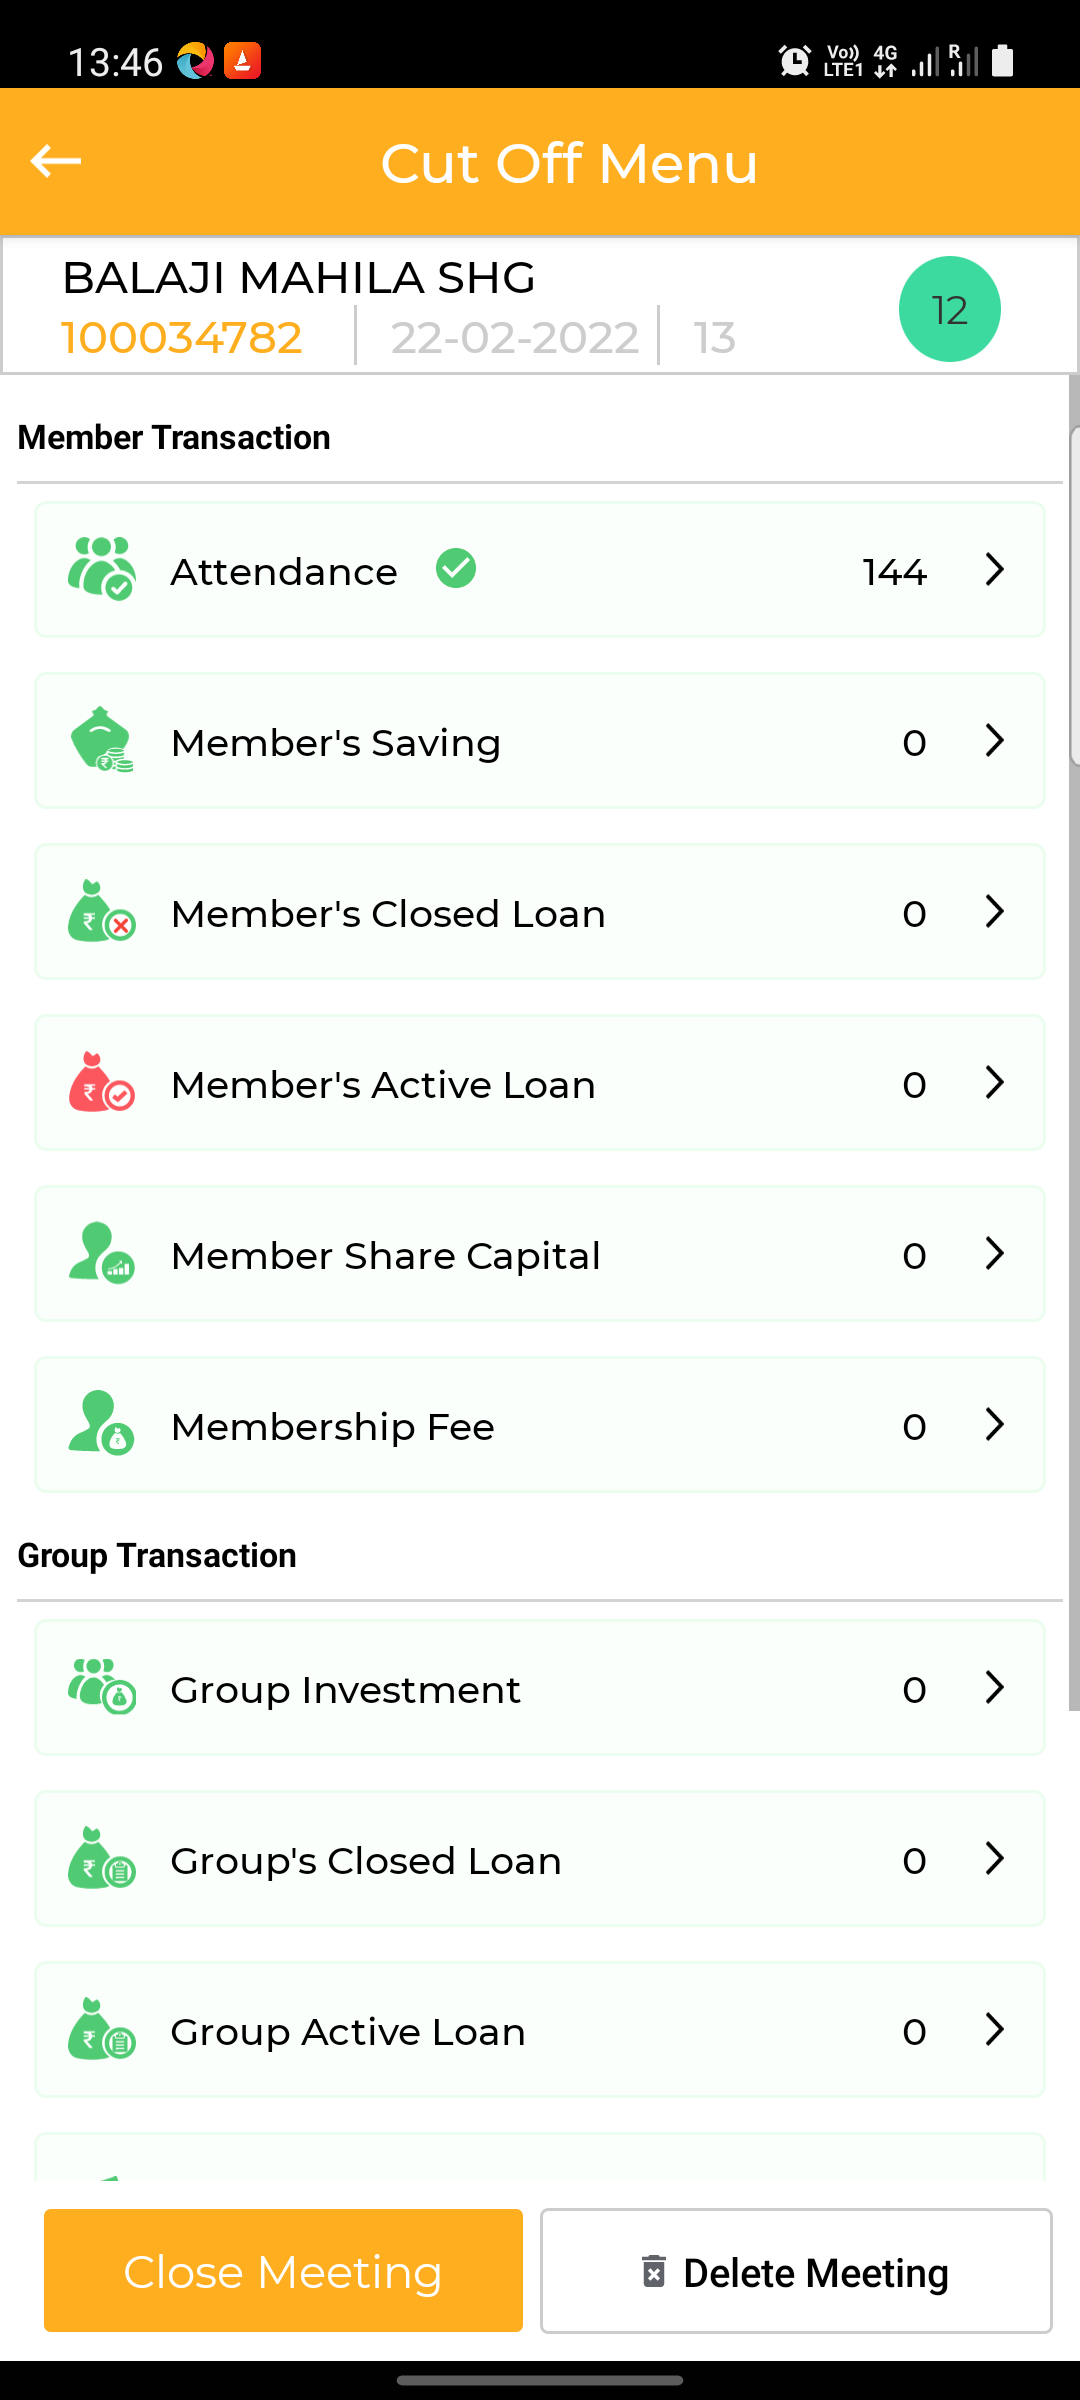 13:46
Vo)) LTE1 4G R
Cut Off Menu
BALAJI MAHILA SHG
100034782 22-02-2022 13
12
Member Transaction
Attendance 144
Member's Saving 0
Member's Closed Loan 0
Member's Active Loan 0
Member Share Capital 0
Membership Fee 0
Group Transaction
Group Investment 0
Group's Closed Loan 0
Group Active Loan 0
Close Meeting Delete Meeting